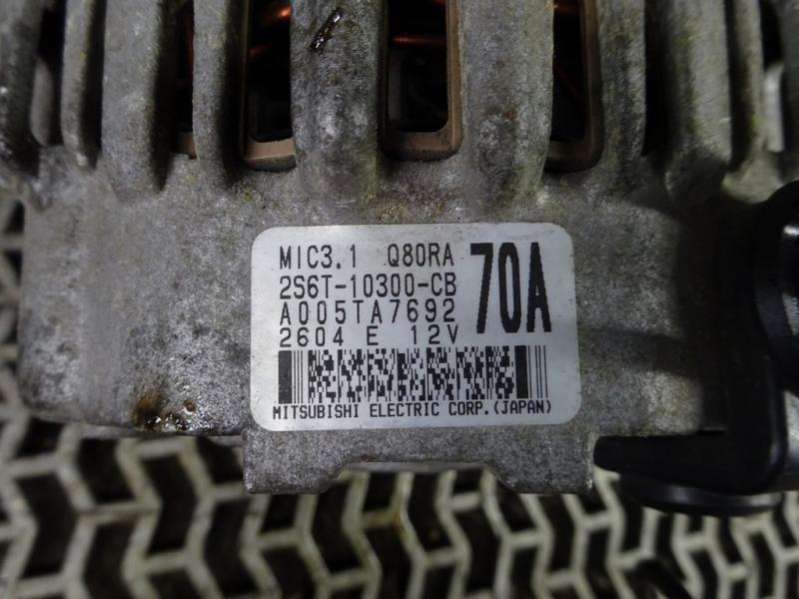 MIC3.1 Q80RA
2S6T-10300-CB 70A
A005TA7692
2604 E 12V
MITSUBISHI ELECTRIC CORP.(JAPAN)